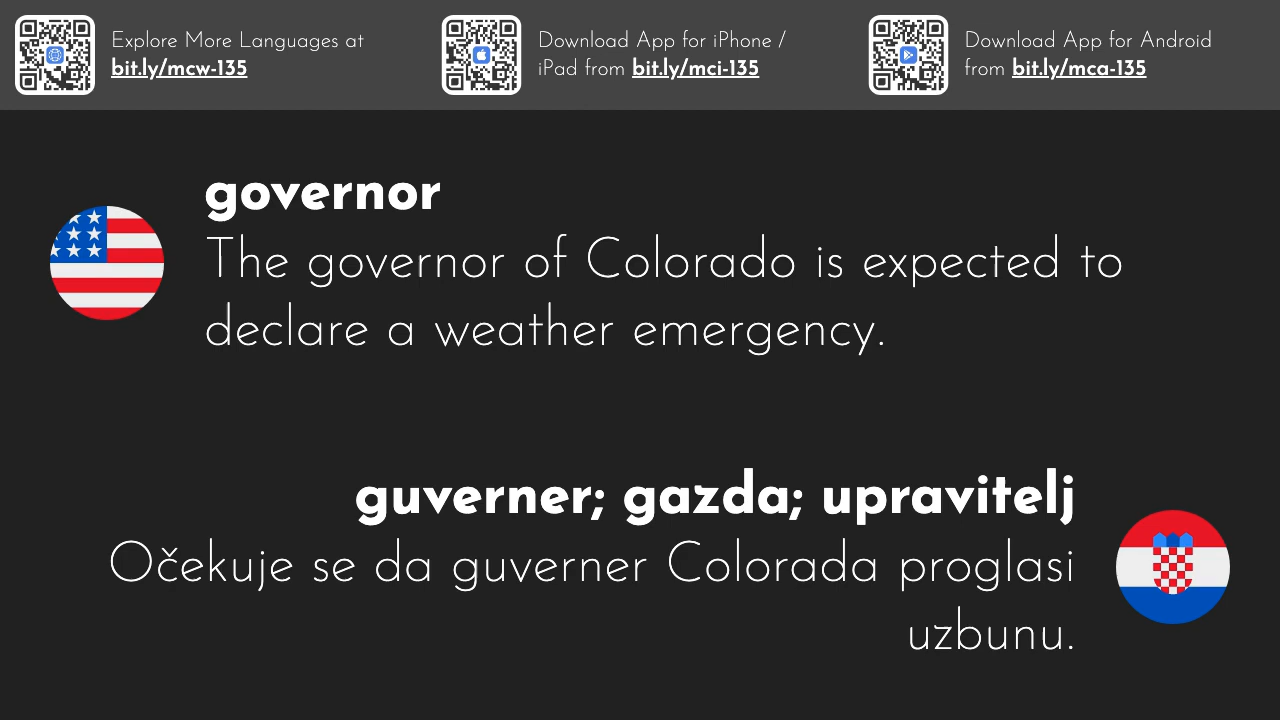 Explore More Languages at
bit.ly/mcw-135
Download App for iPhone /
iPad from bit.ly/mci-135
Download App for Android
from bit.ly/mca-135
governor
The governor of Colorado is expected to
declare a weather emergency.
guverner; gazda; upravitelj
Očekuje se da guverner Colorada proglasi
uzbunu.